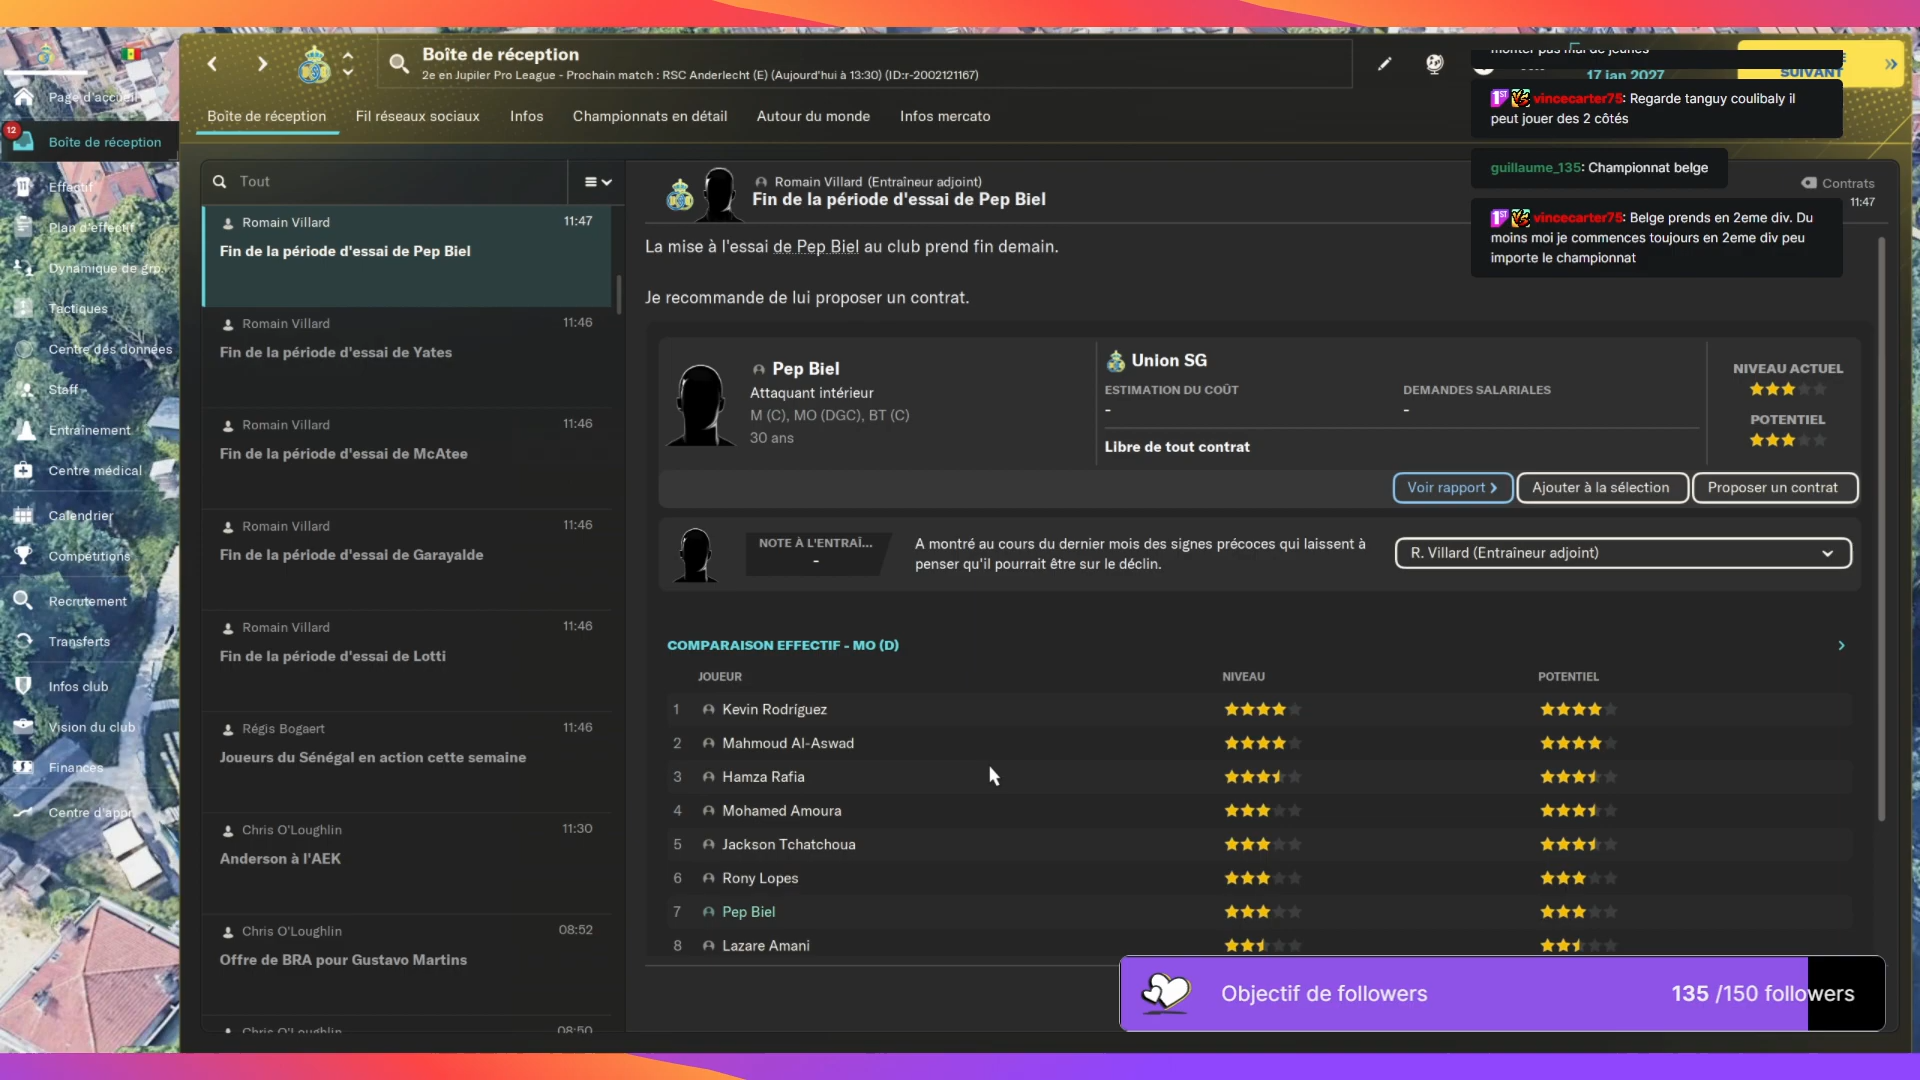 Boîte de réception
2e en Jupiler Pro League - Prochain match : RSC Anderlecht (E) (Aujourd'hui à 13:30) (ID:r-2002121167)
17 jan 2027
SUIVANT
monter pas mal de jeunes
vincecarter75: Regarde tanguy coulibaly il
peut jouer des 2 côtés
guillaume_135: Championnat belge
vincecarter75: Belge prends en 2eme div. Du
moins moi je commences toujours en 2eme div peu
importe le championnat
Boîte de réception
Fil réseaux sociaux
Infos
Championnats en détail
Autour du monde
Infos mercato
Page d'accueil
12
Boîte de réception
Effectif
Plan d'effectif
Dynamique de grp.
Tactiques
Centre des données
Staff
Entraînement
Centre médical
Calendrier
Compétitions
Recrutement
Transferts
Infos club
Vision du club
Finances
Centre d'appr
Tout
Romain Villard
11:47
Fin de la période d'essai de Pep Biel
Romain Villard
11:46
Fin de la période d'essai de Yates
Romain Villard
11:46
Fin de la période d'essai de McAtee
Romain Villard
11:46
Fin de la période d'essai de Garayalde
Romain Villard
11:46
Fin de la période d'essai de Lotti
Régis Bogaert
11:46
Joueurs du Sénégal en action cette semaine
Chris O'Loughlin
11:30
Anderson à l'AEK
Chris O'Loughlin
08:52
Offre de BRA pour Gustavo Martins
Chris O'Loughlin
08:50
Romain Villard (Entraîneur adjoint)
Fin de la période d'essai de Pep Biel
Contrats
11:47
La mise à l'essai de Pep Biel au club prend fin demain.
Je recommande de lui proposer un contrat.
Pep Biel
Attaquant intérieur
M (C), MO (DGC), BT (C)
30 ans
Union SG
ESTIMATION DU COÛT
-
DEMANDES SALARIALES
-
Libre de tout contrat
NIVEAU ACTUEL
POTENTIEL
Voir rapport
Ajouter à la sélection
Proposer un contrat
NOTE À L'ENTRAÎ...
-
A montré au cours du dernier mois des signes précoces qui laissent à
penser qu'il pourrait être sur le déclin.
R. Villard (Entraîneur adjoint)
COMPARAISON EFFECTIF - MO (D)
JOUEUR
NIVEAU
POTENTIEL
1 Kevin Rodríguez
2 Mahmoud Al-Aswad
3 Hamza Rafia
4 Mohamed Amoura
5 Jackson Tchatchoua
6 Rony Lopes
7 Pep Biel
8 Lazare Amani
Objectif de followers
135 /150 followers